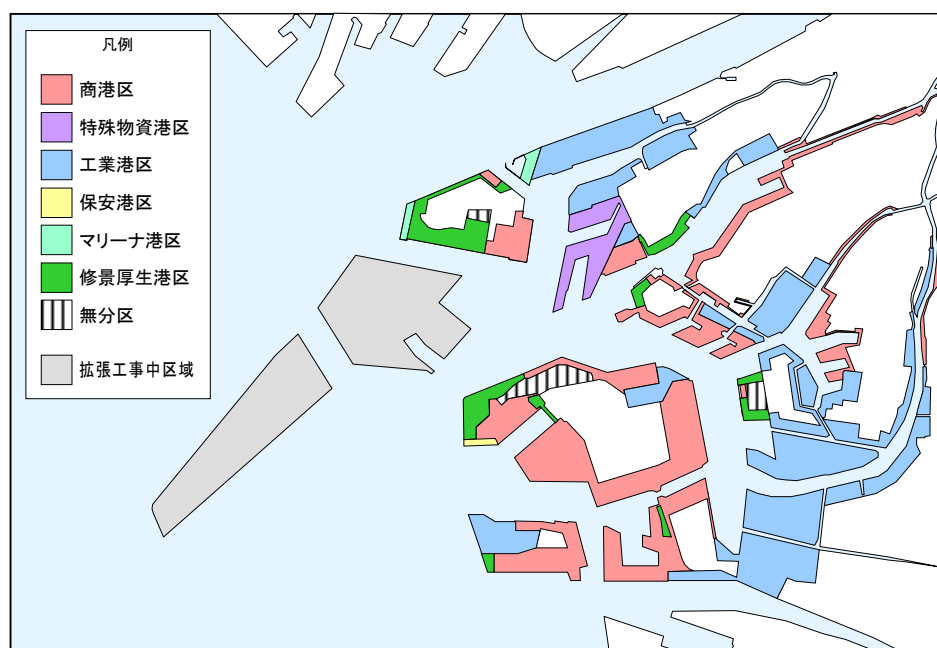 凡例
商港区
特殊物資港区
工業港区
保安港区
マリーナ港区
修景厚生港区
無分区
拡張工事中区域